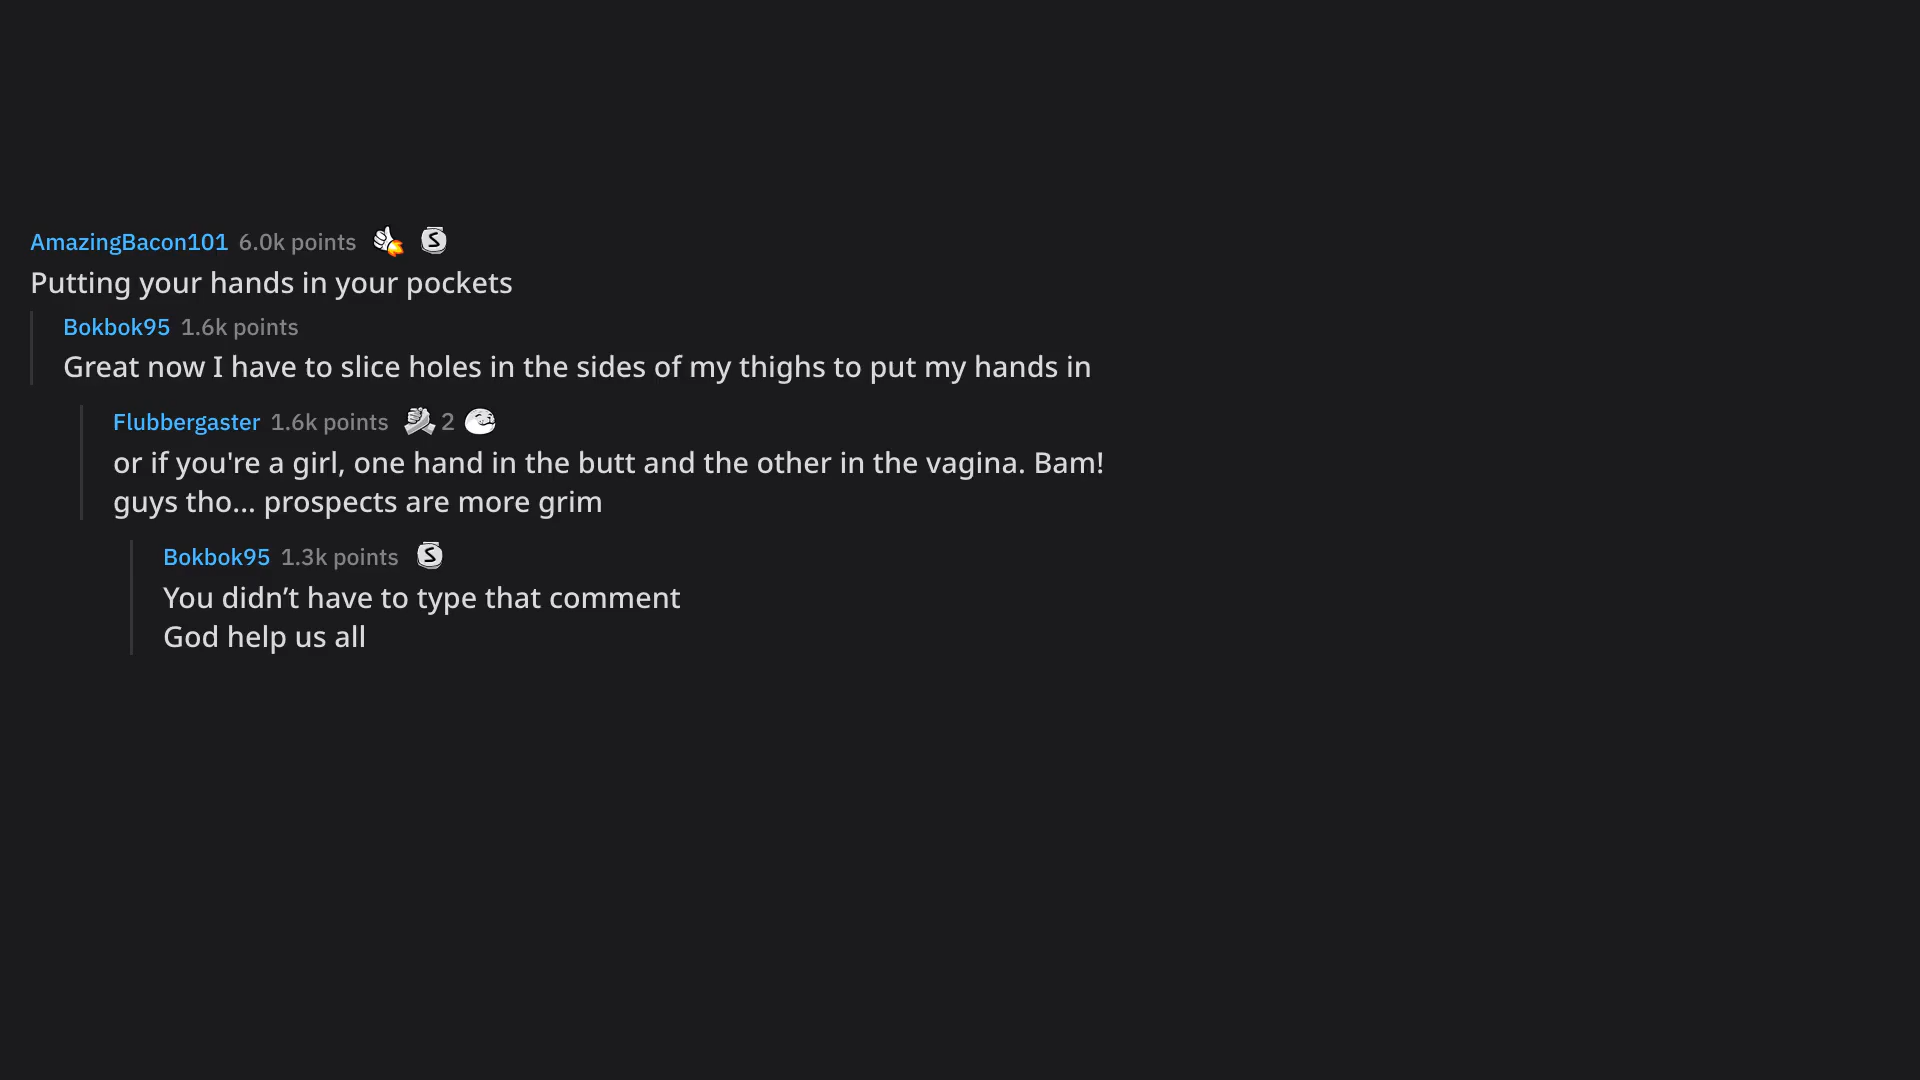 AmazingBacon101 6.0k points S
Putting your hands in your pockets
Bokbok95 1.6k points
Great now I have to slice holes in the sides of my thighs to put my hands in
Flubbergaster 1.6k points 2
or if you're a girl, one hand in the butt and the other in the vagina. Bam!
guys tho... prospects are more grim
Bokbok95 1.3k points S
You didn’t have to type that comment
God help us all